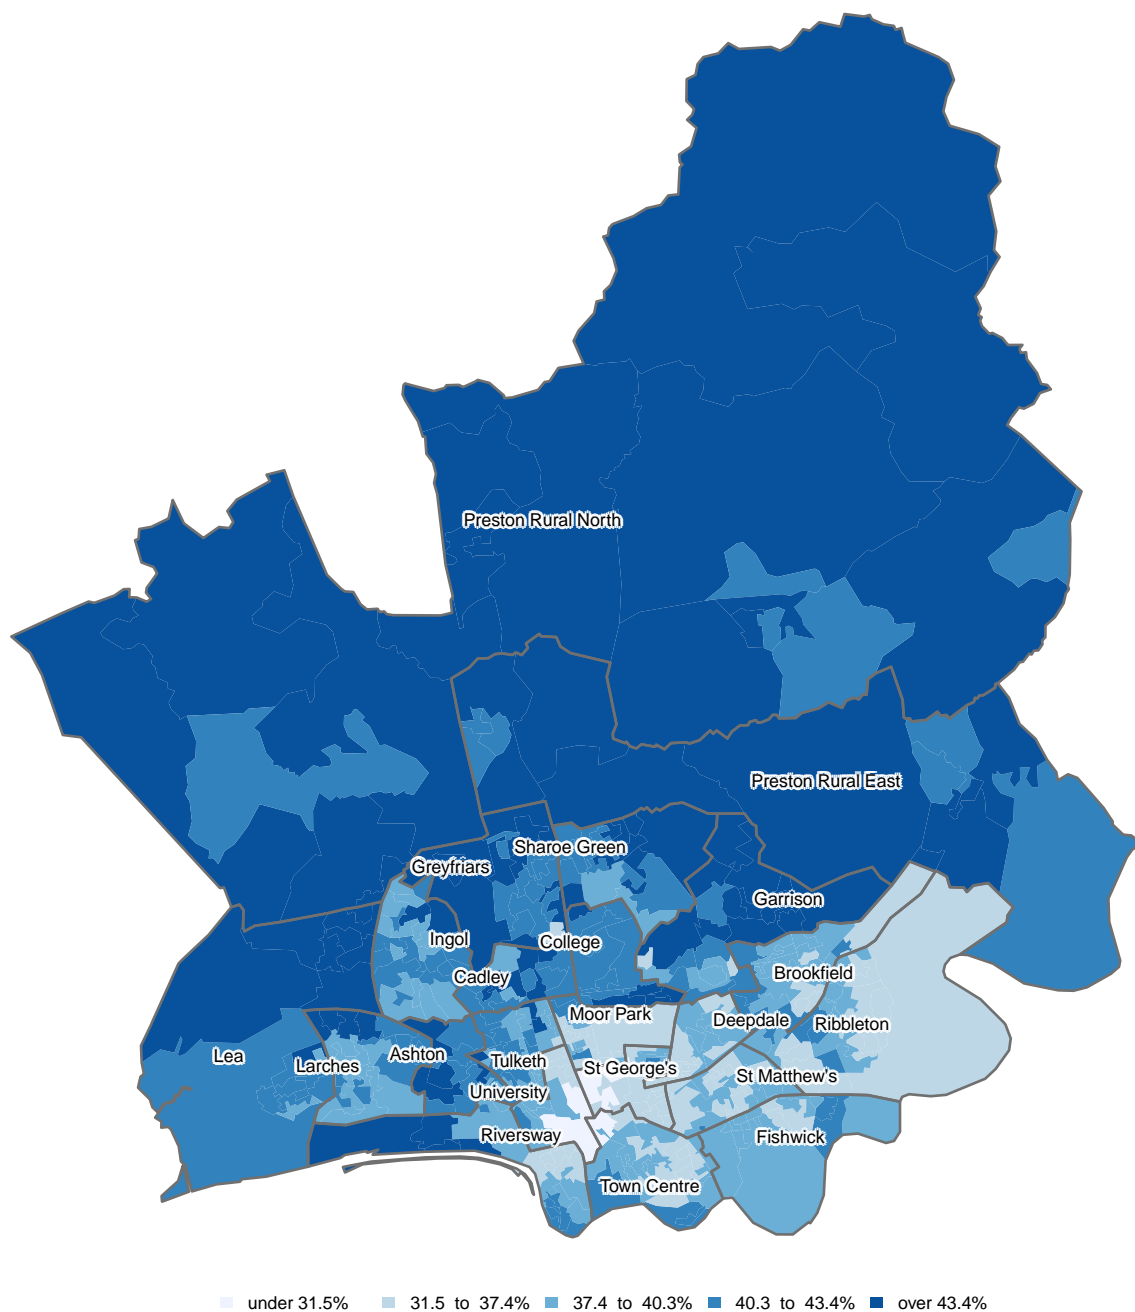 Preston Rural North
Preston Rural East
Sharoe Green
Greyfriars
Garrison
Ingol
College
Cadley
Brookfield
Moor Park
Deepdale
Ribbleton
Lea
Larches
Ashton
Tulketh
St George's
St Matthew's
University
Riversway
Fishwick
Town Centre
under 31.5% 31.5 to 37.4% 37.4 to 40.3% 40.3 to 43.4% over 43.4%